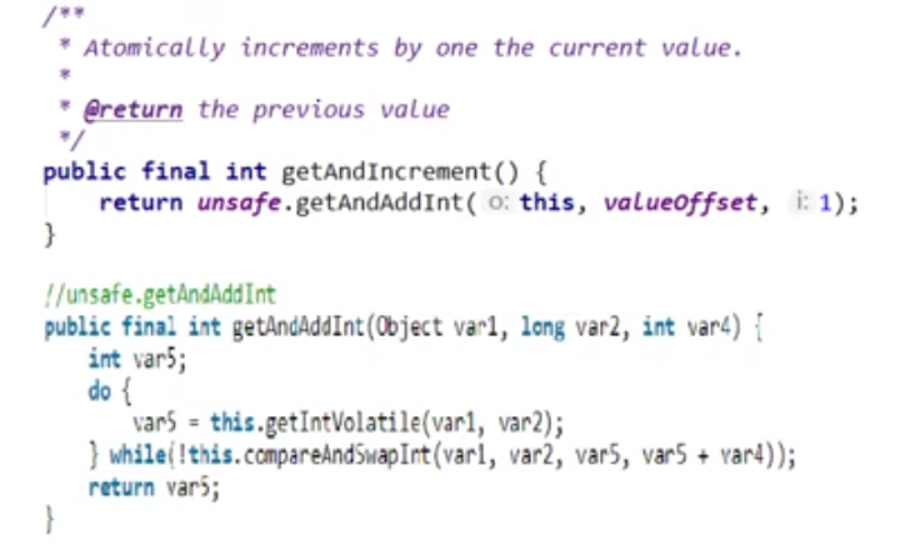 /**
 * Atomically increments by one the current value.
 *
 * @return the previous value
 */
public final int getAndIncrement() {
    return unsafe.getAndAddInt( o: this, valueOffset, i: 1);
}
//unsafe.getAndAddInt
public final int getAndAddInt(Object var1, long var2, int var4) {
    int var5;
    do {
        var5 = this.getIntVolatile(var1, var2);
    } while(!this.compareAndSwapInt(var1, var2, var5, var5 + var4));
    return var5;
}